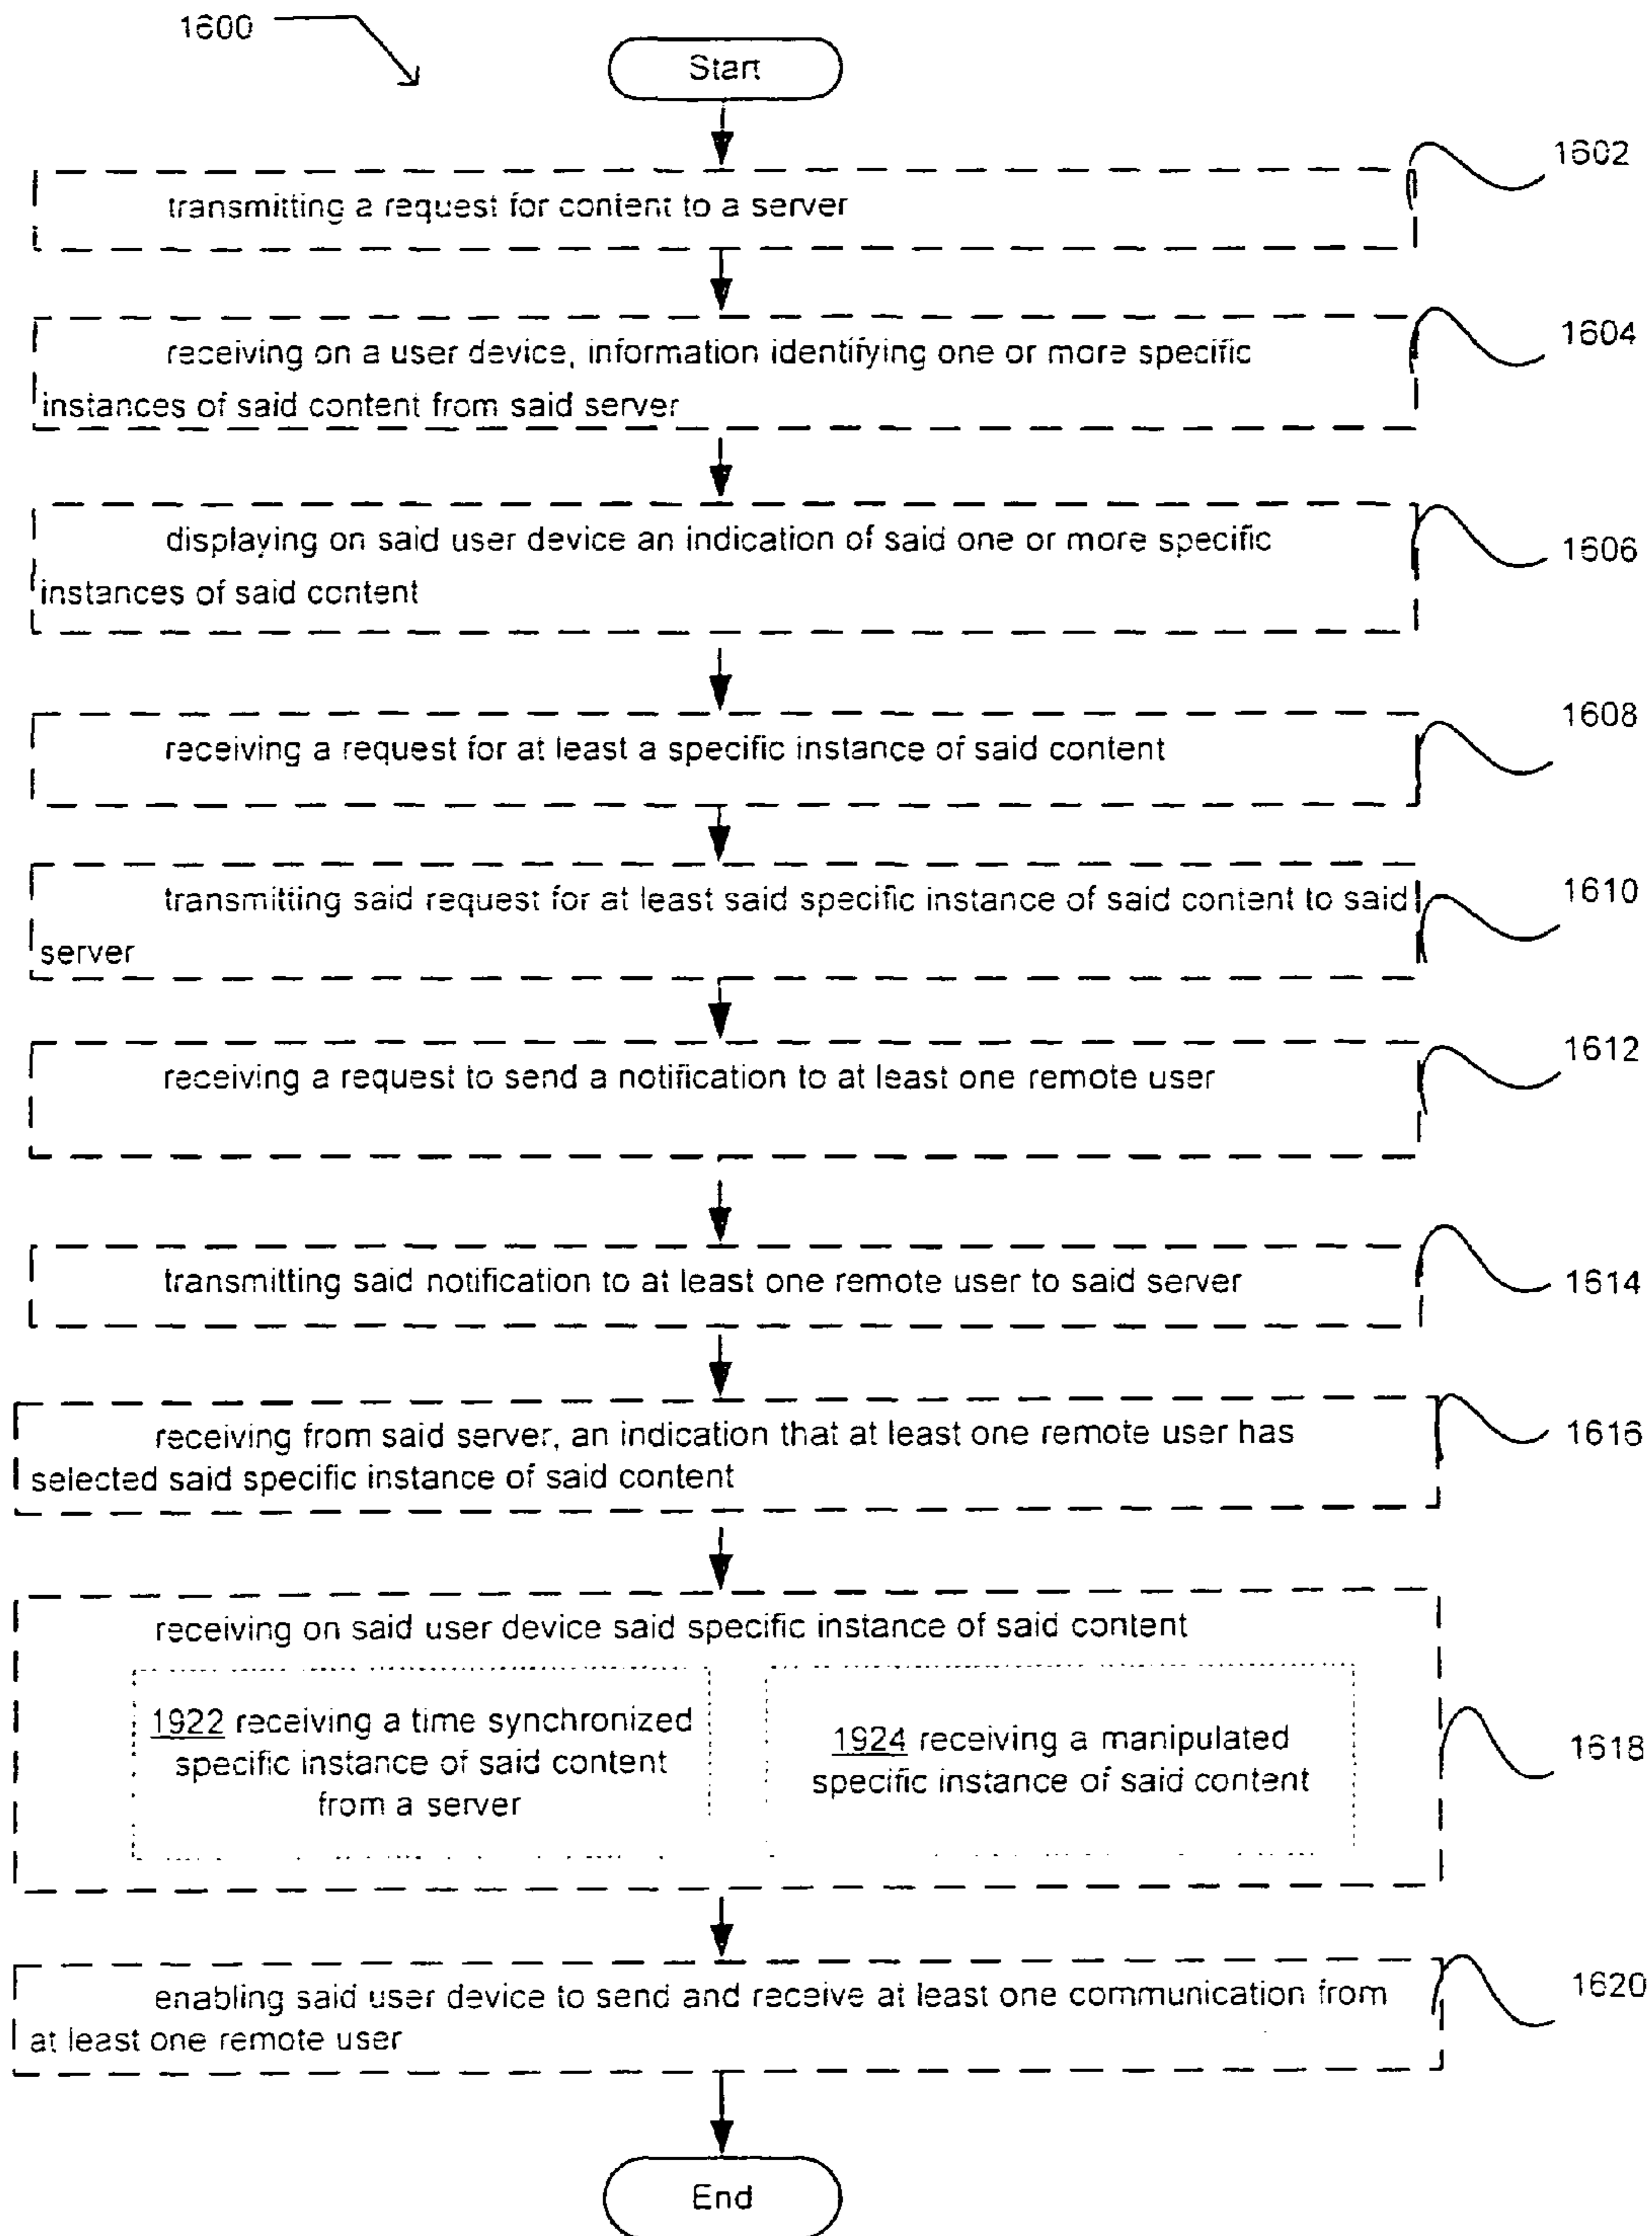 1600
Start
1602
transmitting a request for content to a server
1604
receiving on a user device, information identifying one or more specific
instances of said content from said server
1606
displaying on said user device an indication of said one or more specific
instances of said content
1608
receiving a request for at least a specific instance of said content
1610
transmitting said request for at least said specific instance of said content to said
server
1612
receiving a request to send a notification to at least one remote user
1614
transmitting said notification to at least one remote user to said server
1616
receiving from said server, an indication that at least one remote user has
selected said specific instance of said content
1618
receiving on said user device said specific instance of said content
1922 receiving a time synchronized
specific instance of said content
from a server
1924 receiving a manipulated
specific instance of said content
1620
enabling said user device to send and receive at least one communication from
at least one remote user
End